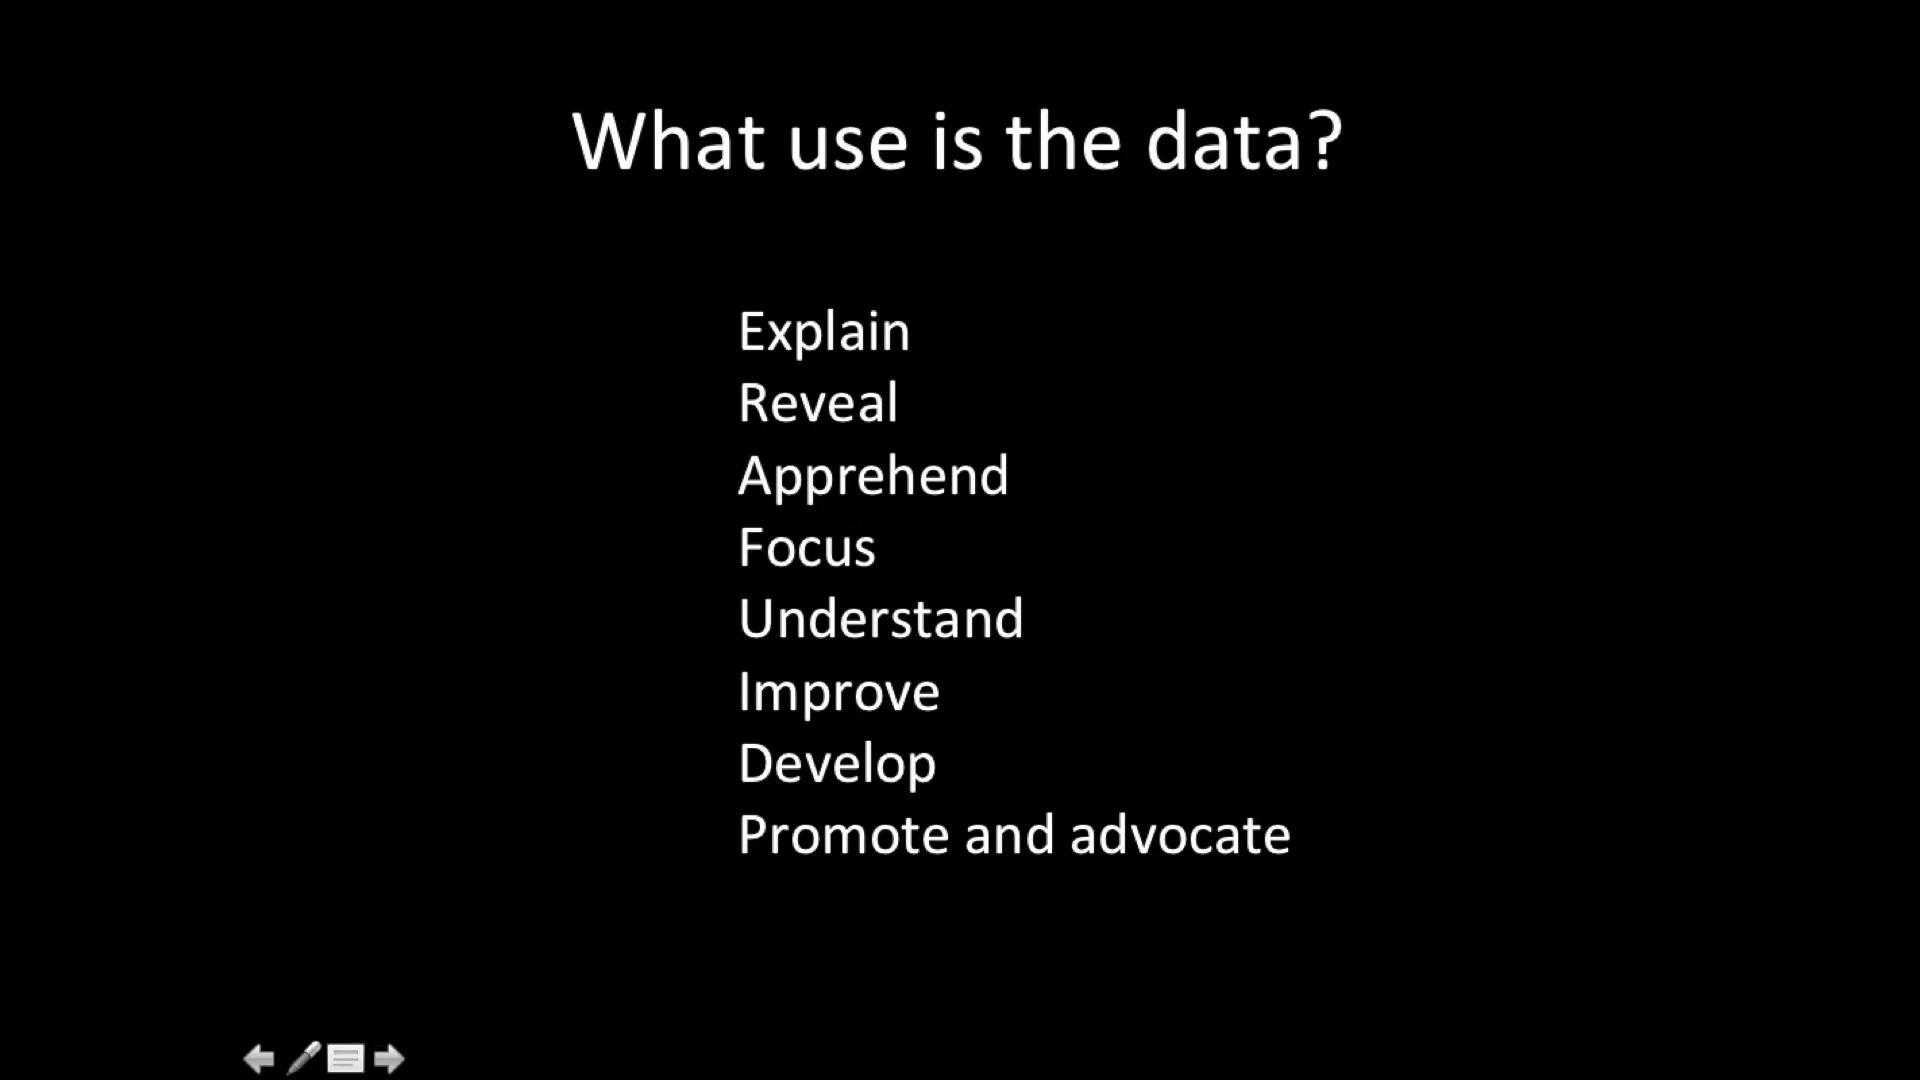 What use is the data?
Explain
Reveal
Apprehend
Focus
Understand
Improve
Develop
Promote and advocate